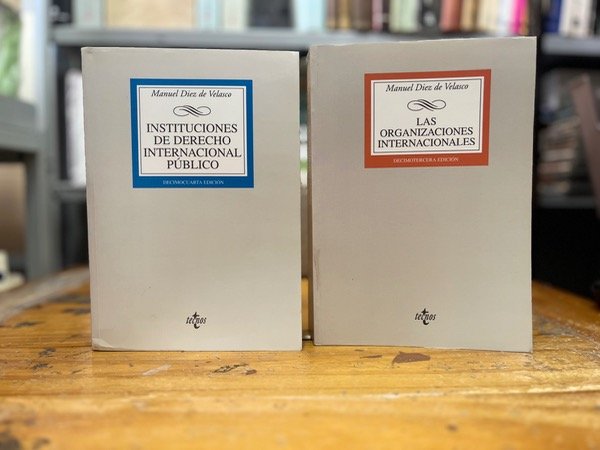 Manuel Diez de Velasco
INSTITUCIONES
DE DERECHO
INTERNACIONAL
PÚBLICO
DECIMOCUARTA EDICIÓN
tecnos
Manuel Diez de Velasco
LAS
ORGANIZACIONES
INTERNACIONALES
DECIMOTERCERA EDICIÓN
tecnos